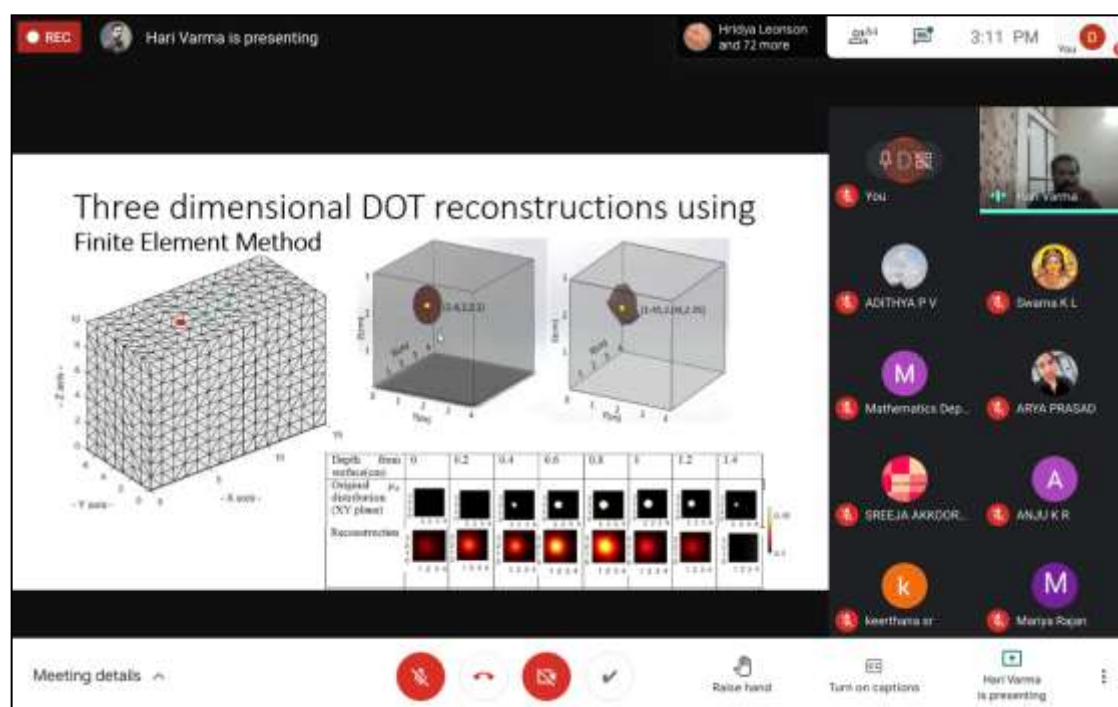 REC
Hari Varma is presenting
Hridya Leonson
and 72 more
3:11 PM
You
D
Three dimensional DOT reconstructions using
Finite Element Method
- Z axis -
- Y axis -
- X axis -
Depth from surface(cm) 0 0.2 0.4 0.6 0.8 1 1.2 1.4
Original
distribution
(XY plane)
Reconstruction
You
Hari Varma
ADITHYA P V
Swarna K L
M
Mathematics Dep...
ARYA PRASAD
SREEJA AKKOOR...
A
ANJU K R
k
keerthana sr
M
Mariya Rajan
Meeting details
Raise hand
Turn on captions
Hari Varma
is presenting